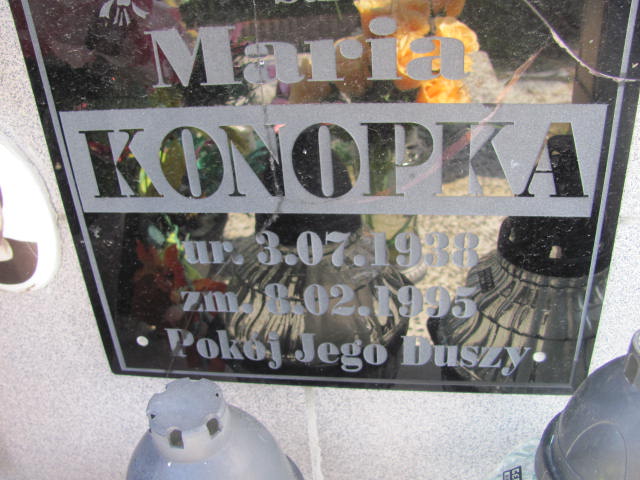 Maria
KONOPKA
ur. 3.07.1938
zm. 8.02.1995
Pokój Jego Duszy